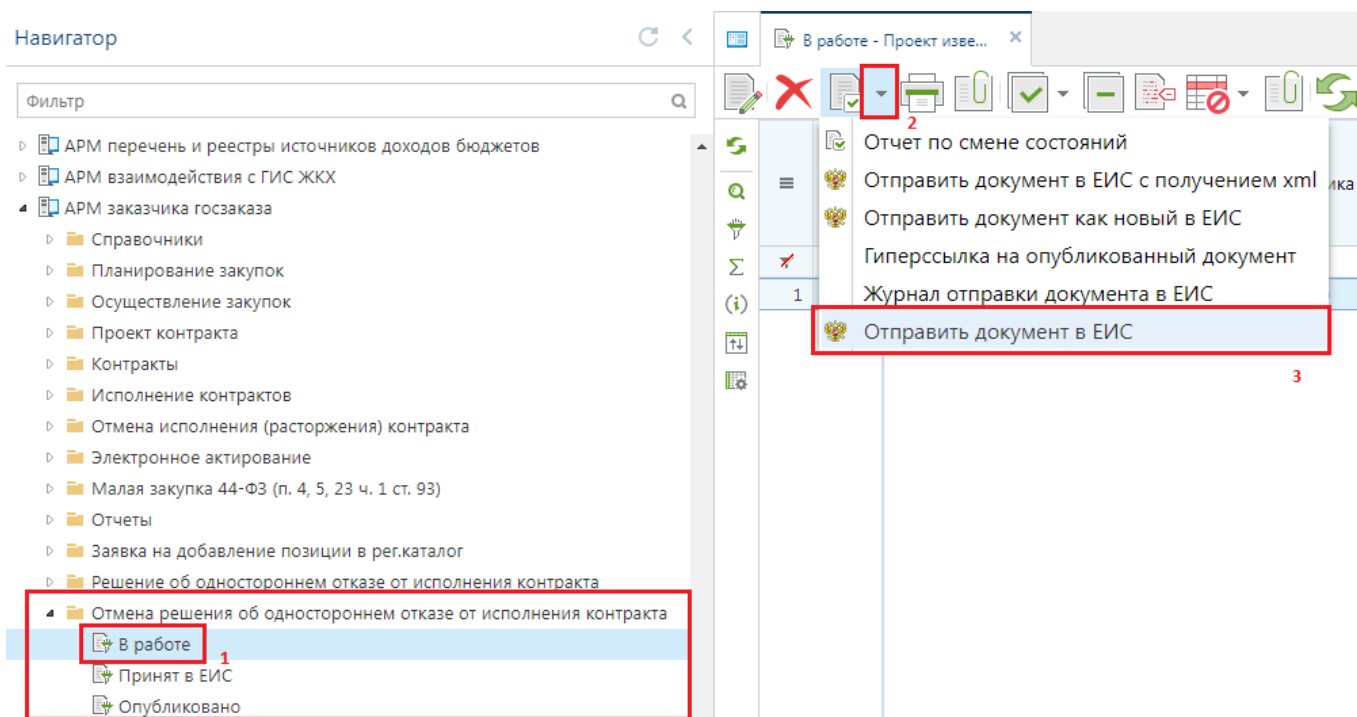 Навигатор
Фильтр
АРМ перечень и реестры источников доходов бюджетов
АРМ взаимодействия с ГИС ЖКХ
АРМ заказчика госзаказа
Справочники
Планирование закупок
Осуществление закупок
Проект контракта
Контракты
Исполнение контрактов
Отмена исполнения (расторжения) контракта
Электронное актирование
Малая закупка 44-ФЗ (п. 4, 5, 23 ч. 1 ст. 93)
Отчеты
Заявка на добавление позиции в рег.каталог
Решение об одностороннем отказе от исполнения контракта
Отмена решения об одностороннем отказе от исполнения контракта
В работе
1
Принят в ЕИС
Опубликовано
В работе - Проект изве...
2
Отчет по смене состояний
Отправить документ в ЕИС с получением xml
ика
Отправить документ как новый в ЕИС
Гиперссылка на опубликованный документ
1
Журнал отправки документа в ЕИС
Отправить документ в ЕИС
3